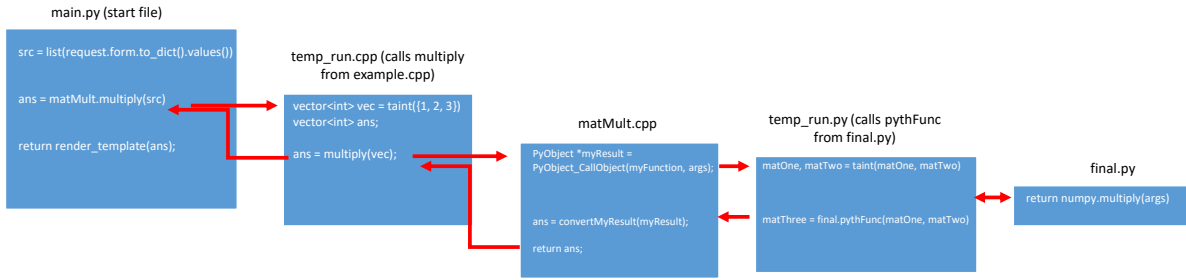 main.py (start file)
src = list(request.form.to_dict().values())
ans = matMult.multiply(src)
return render_template(ans);
temp_run.cpp (calls multiply
from example.cpp)
vector<int> vec = taint({1, 2, 3})
vector<int> ans;
ans = multiply(vec);
matMult.cpp
PyObject *myResult =
PyObject_CallObject(myFunction, args);
ans = convertMyResult(myResult);
return ans;
temp_run.py (calls pythFunc
from final.py)
matOne, matTwo = taint(matOne, matTwo)
matThree = final.pythFunc(matOne, matTwo)
final.py
return numpy.multiply(args)